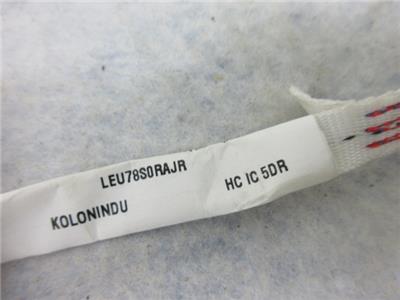 LEU78S0RAJR HC IC 5DR
KOLONINDU